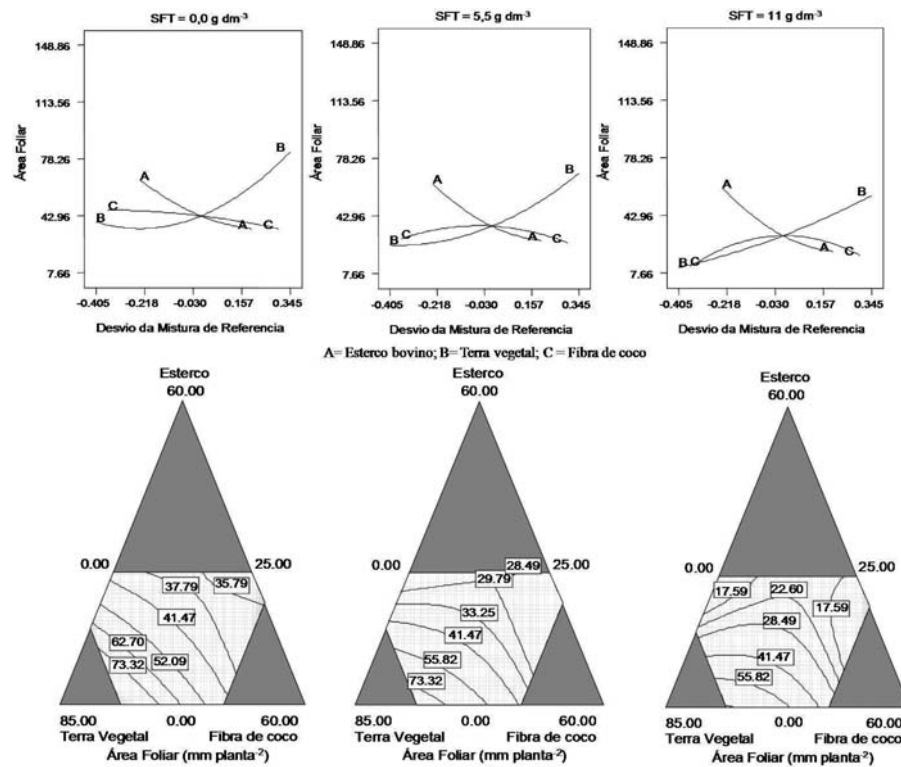 SFT = 0,0 g dm-3
SFT = 5,5 g dm-3
SFT = 11 g dm-3
148.86
113.56
78.26
42.96
7.66
Área Foliar
A
B
C
B
A
C
-0.405 -0.218 -0.030 0.157 0.345
Desvio da Mistura de Referencia
148.86
113.56
78.26
42.96
7.66
Área Foliar
A
B
C
B
A
C
-0.405 -0.218 -0.030 0.157 0.345
Desvio da Mistura de Referencia
148.86
113.56
78.26
42.96
7.66
Área Foliar
A
B
B C
A
C
-0.405 -0.218 -0.030 0.157 0.345
Desvio da Mistura de Referencia
A= Esterco bovino; B= Terra vegetal; C = Fibra de coco
Esterco
60.00
0.00 25.00
37.79 35.79
41.47
62.70
73.32 52.09
85.00 0.00 60.00
Terra Vegetal Fibra de coco
Área Foliar (mm planta-2)
Esterco
60.00
0.00 25.00
28.49
29.79
33.25
41.47
55.82
73.32
85.00 0.00 60.00
Terra Vegetal Fibra de coco
Área Foliar (mm planta-2)
Esterco
60.00
0.00 25.00
17.59 22.60
17.59
28.49
41.47
55.82
85.00 0.00 60.00
Terra Vegetal Fibra de coco
Área Foliar (mm planta-2)